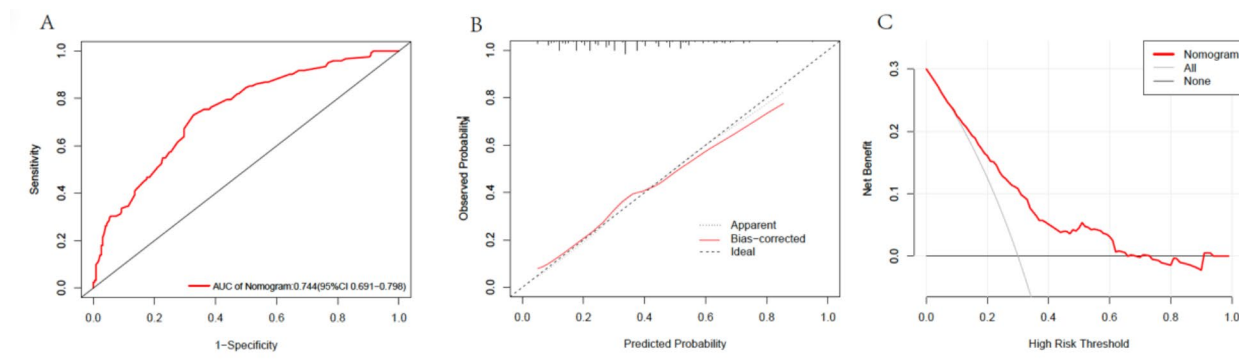 A
Sensitivity
1.0
0.8
0.6
0.4
0.2
0.0
AUC of Nomogram:0.744(95%CI 0.691−0.798)
0.0 0.2 0.4 0.6 0.8 1.0
1−Specificity
B
Observed Probability
1.0
0.8
0.6
0.4
0.2
0.0
Apparent
Bias−corrected
Ideal
0.0 0.2 0.4 0.6 0.8 1.0
Predicted Probability
C
Net Benefit
0.3
0.2
0.1
0.0
Nomogram
All
None
0.0 0.2 0.4 0.6 0.8 1.0
High Risk Threshold